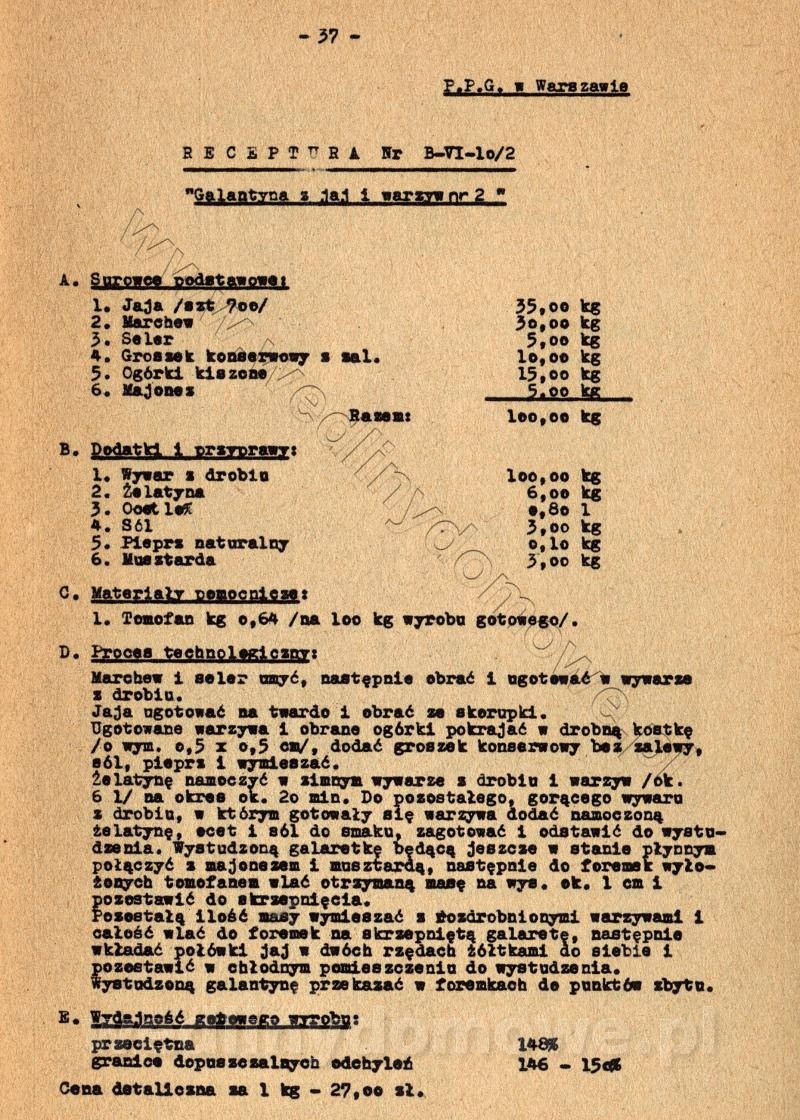 - 37 -
P.P.G. w Warszawie
R E C E P T U R A Nr B-VI-1o/2
"Galantyna z jaj i warzyw nr 2 "
A. Surowce podstawowe:
1. Jaja /szt 7oo/ 35,oo kg
2. Marchew 3o,oo kg
3. Seler 5,oo kg
4. Groszek konserwowy z zal. 1o,oo kg
5. Ogórki kiszone 15,oo kg
6. Majonez 5.oo kg
Razem: 1oo,oo kg
B. Dodatki i przyprawy:
1. Wywar z drobiu 1oo,oo kg
2. Żelatyna 6,oo kg
3. Ocet 1o% o,8o l
4. Sól 3,oo kg
5. Pieprz naturalny o,1o kg
6. Musztarda 3,oo kg
C. Materiały pomocnicze:
1. Tomofan kg o,64 /na 1oo kg wyrobu gotowego/.
D. Proces technologiczny:
Marchew i seler umyć, następnie obrać i ugotować w wywarze
z drobiu.
Jaja ugotować na twardo i obrać ze skorupki.
Ugotowane warzywa i obrane ogórki pokrajać w drobną kostkę
/o wym. o,5 x o,5 cm/, dodać groszek konserwowy bez zalewy,
sól, pieprz i wymieszać.
Żelatynę namoczyć w zimnym wywarze z drobiu i warzyw /ok.
6 l/ na okres ok. 2o min. Do pozostałego, gorącego wywaru
z drobiu, w którym gotowały się warzywa dodać namoczoną
żelatynę, ocet i sól do smaku, zagotować i odstawić do wystu-
dzenia. Wystudzoną galaretkę będącą jeszcze w stanie płynnym
połączyć z majonezem i musztardą, następnie do foremek wyło-
żonych tomofanem wlać otrzymaną masę na wys. ok. 1 cm i
pozostawić do skrzepnięcia.
Pozostałą ilość masy wymieszać z rozdrobnionymi warzywami i
całość wlać do foremek na skrzepniętą galaretę, następnie
wkładać połówki jaj w dwóch rzędach żółtkami do siebie i
pozostawić w chłodnym pomieszczeniu do wystudzenia.
Wystudzoną galantynę przekazać w foremkach do punktów zbytu.
E. Wydajność gotowego wyrobu:
przeciętna 148%
granice dopuszczalnych odchyleń 146 - 15o%
Cena detaliczna za 1 kg - 27,oo zł.